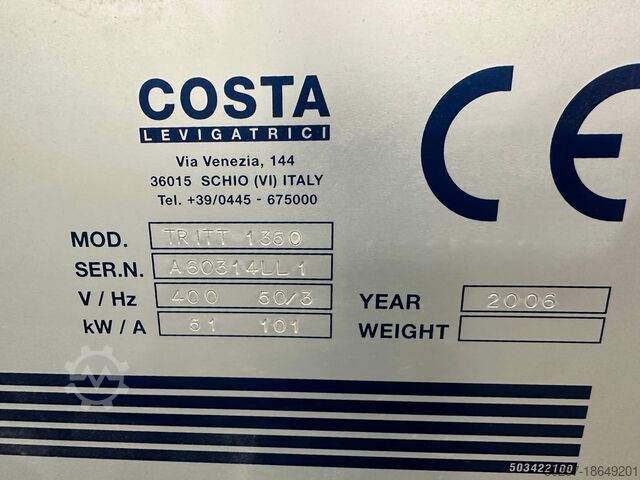 COSTA
LEVIGATRICI
CE
Via Venezia, 144
36015 SCHIO (VI) ITALY
Tel. +39/0445 - 675000
MOD. TRITT 1350
SER.N. A60314LL1
V / Hz 400 50/3
kW / A 51 101
YEAR 2006
WEIGHT
503422100